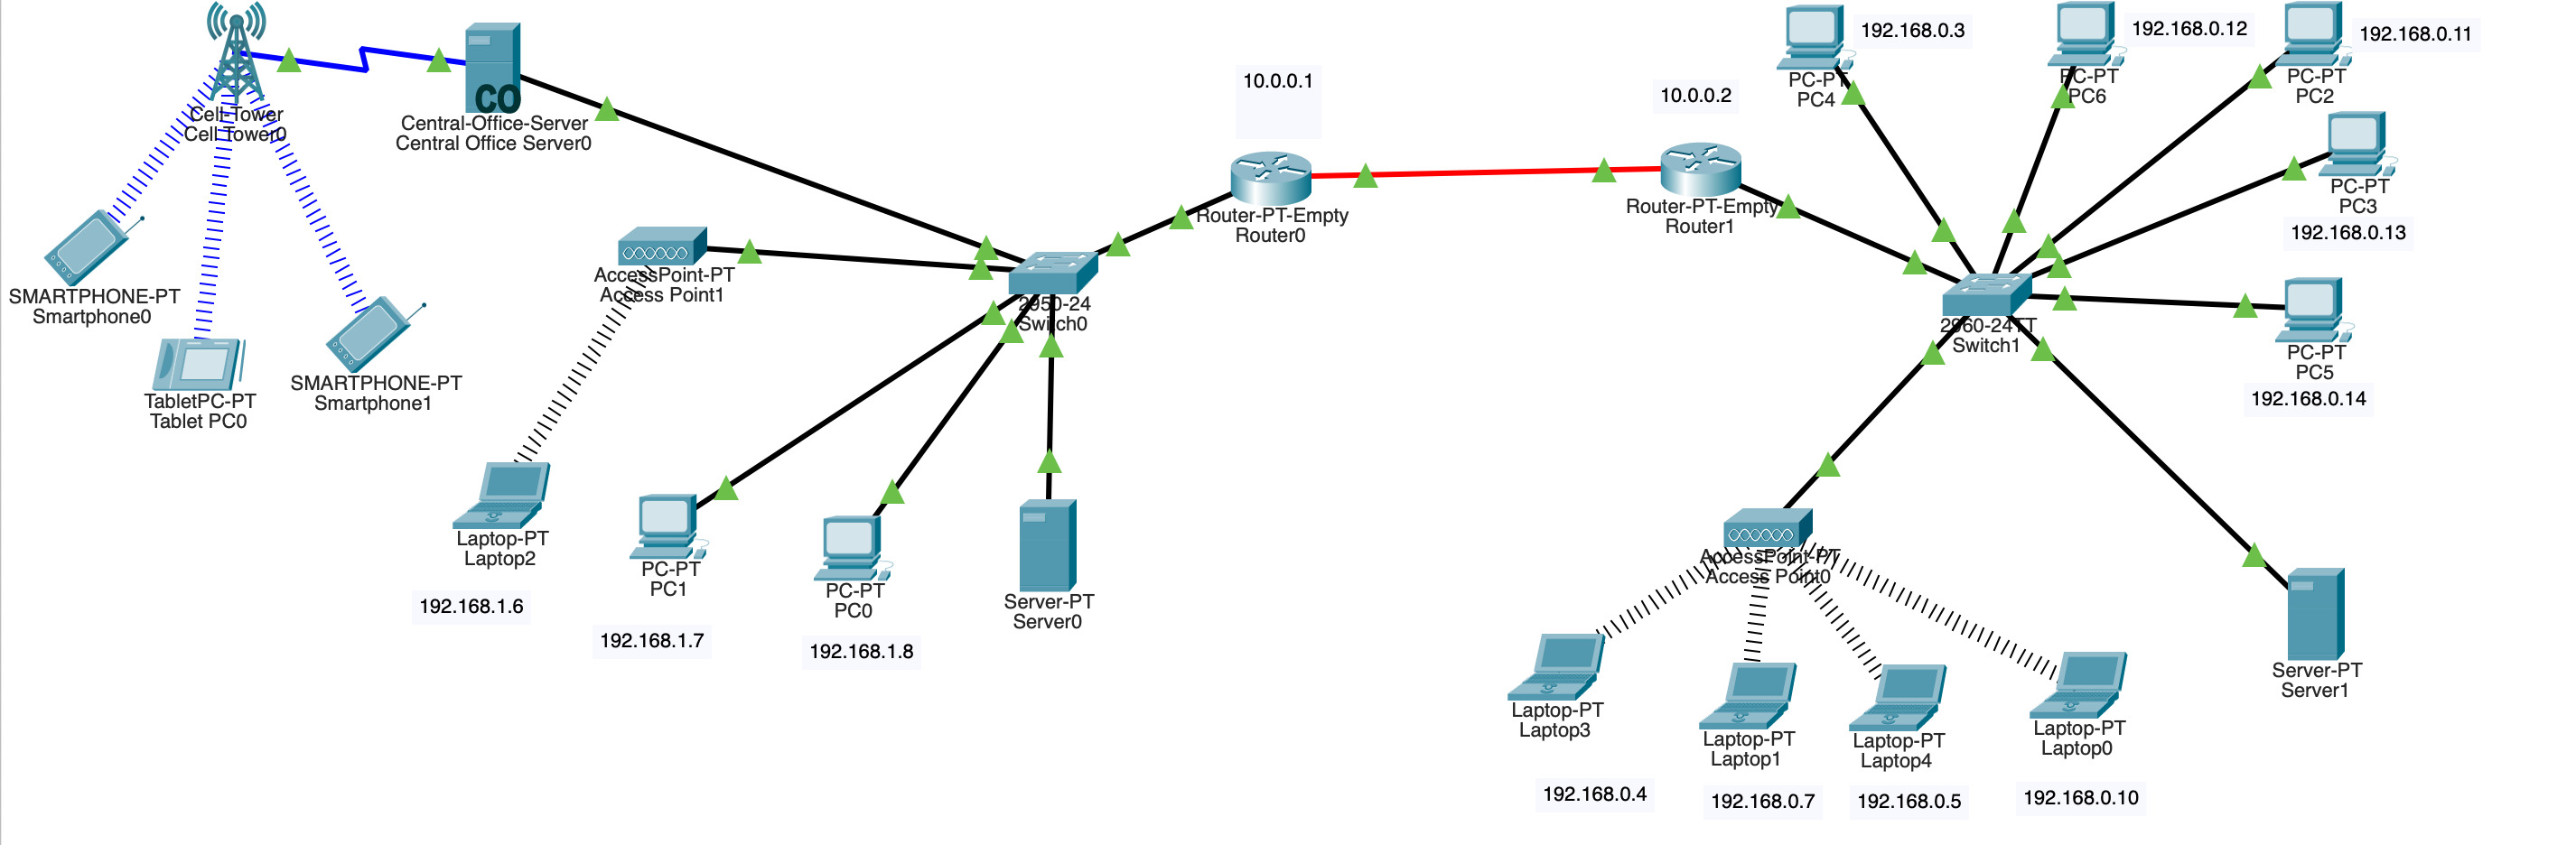 Cell-Tower
Cell Tower0
CO
Central-Office-Server
Central Office Server0
SMARTPHONE-PT
Smartphone0
TabletPC-PT
Tablet PC0
SMARTPHONE-PT
Smartphone1
AccessPoint-PT
Access Point1
2950-24
Switch0
10.0.0.1
Router-PT-Empty
Router0
10.0.0.2
Router-PT-Empty
Router1
Laptop-PT
Laptop2
192.168.1.6
PC-PT
PC1
192.168.1.7
PC-PT
PC0
192.168.1.8
Server-PT
Server0
192.168.0.3
PC-PT
PC4
192.168.0.12
PC-PT
PC6
192.168.0.11
PC-PT
PC2
PC-PT
PC3
192.168.0.13
2960-24TT
Switch1
PC-PT
PC5
192.168.0.14
AccessPoint-PT
Access Point0
Laptop-PT
Laptop3
192.168.0.4
Laptop-PT
Laptop1
192.168.0.7
Laptop-PT
Laptop4
192.168.0.5
Laptop-PT
Laptop0
192.168.0.10
Server-PT
Server1